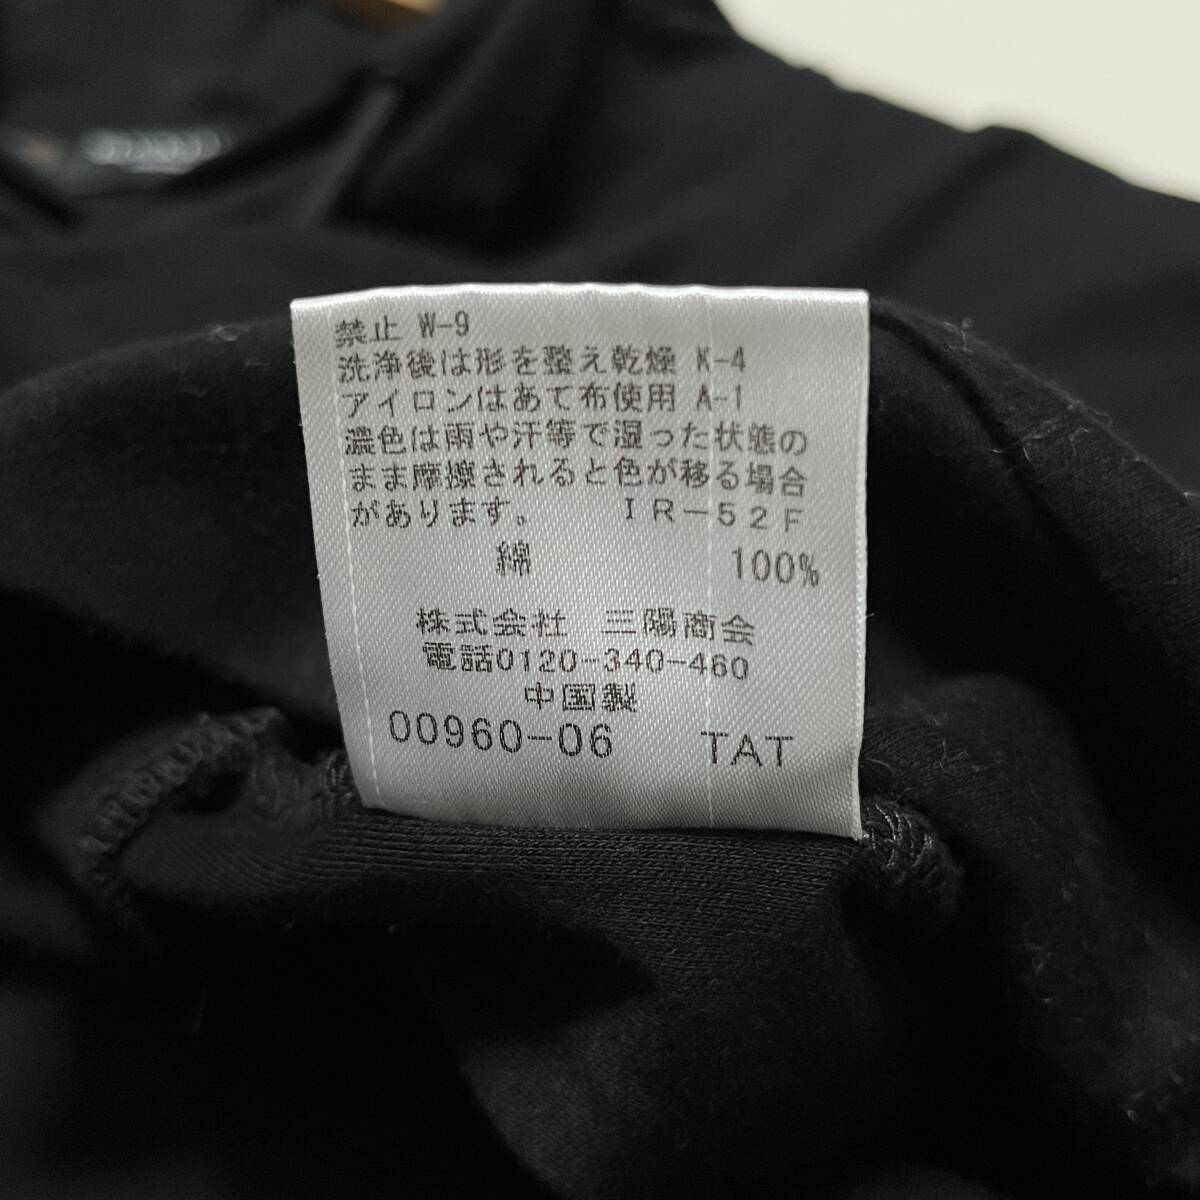 禁止 W-9
洗浄後は形を整え乾燥 K-4
アイロンはあて布使用 A-1
濃色は雨や汗等で湿った状態の
まま摩擦されると色が移る場合
があります。 ＩＲ－５２Ｆ
綿 100%
株式会社 三陽商会
電話0120-340-460
中国製
00960-06 TAT